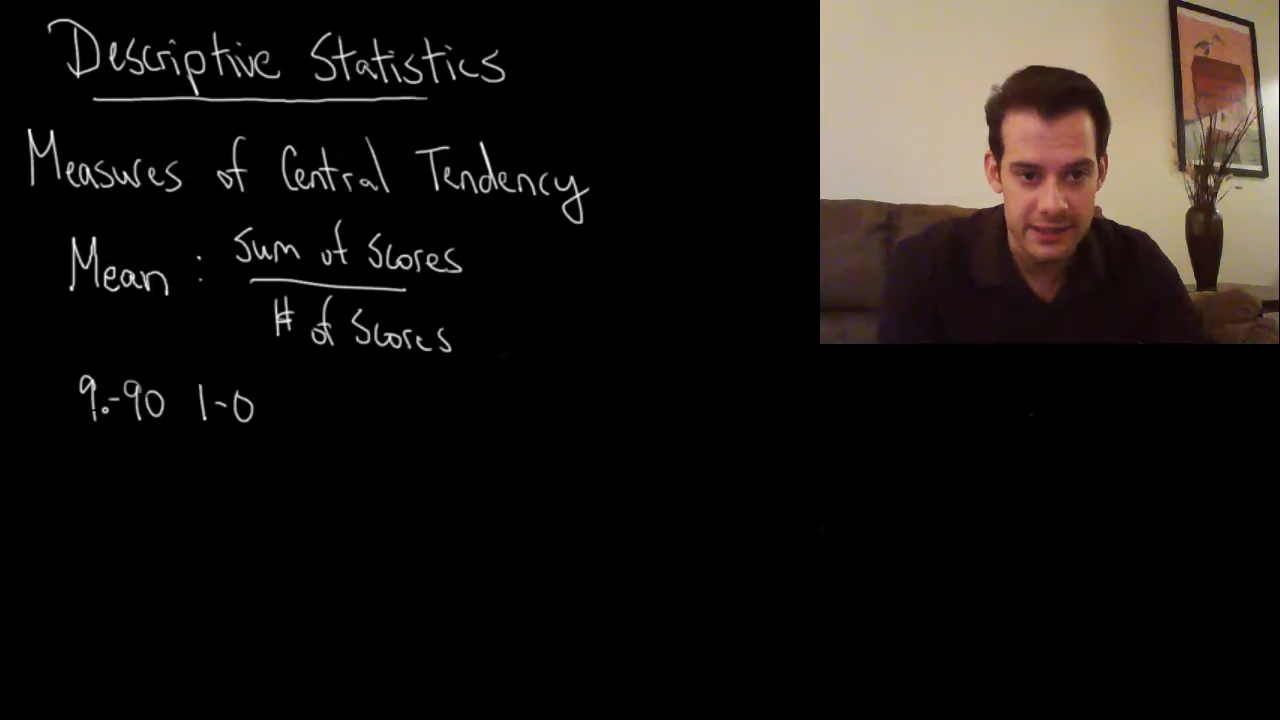 Descriptive Statistics
Measures of Central Tendency
Mean : Sum of Scores
# of Scores
9.-90 1-0